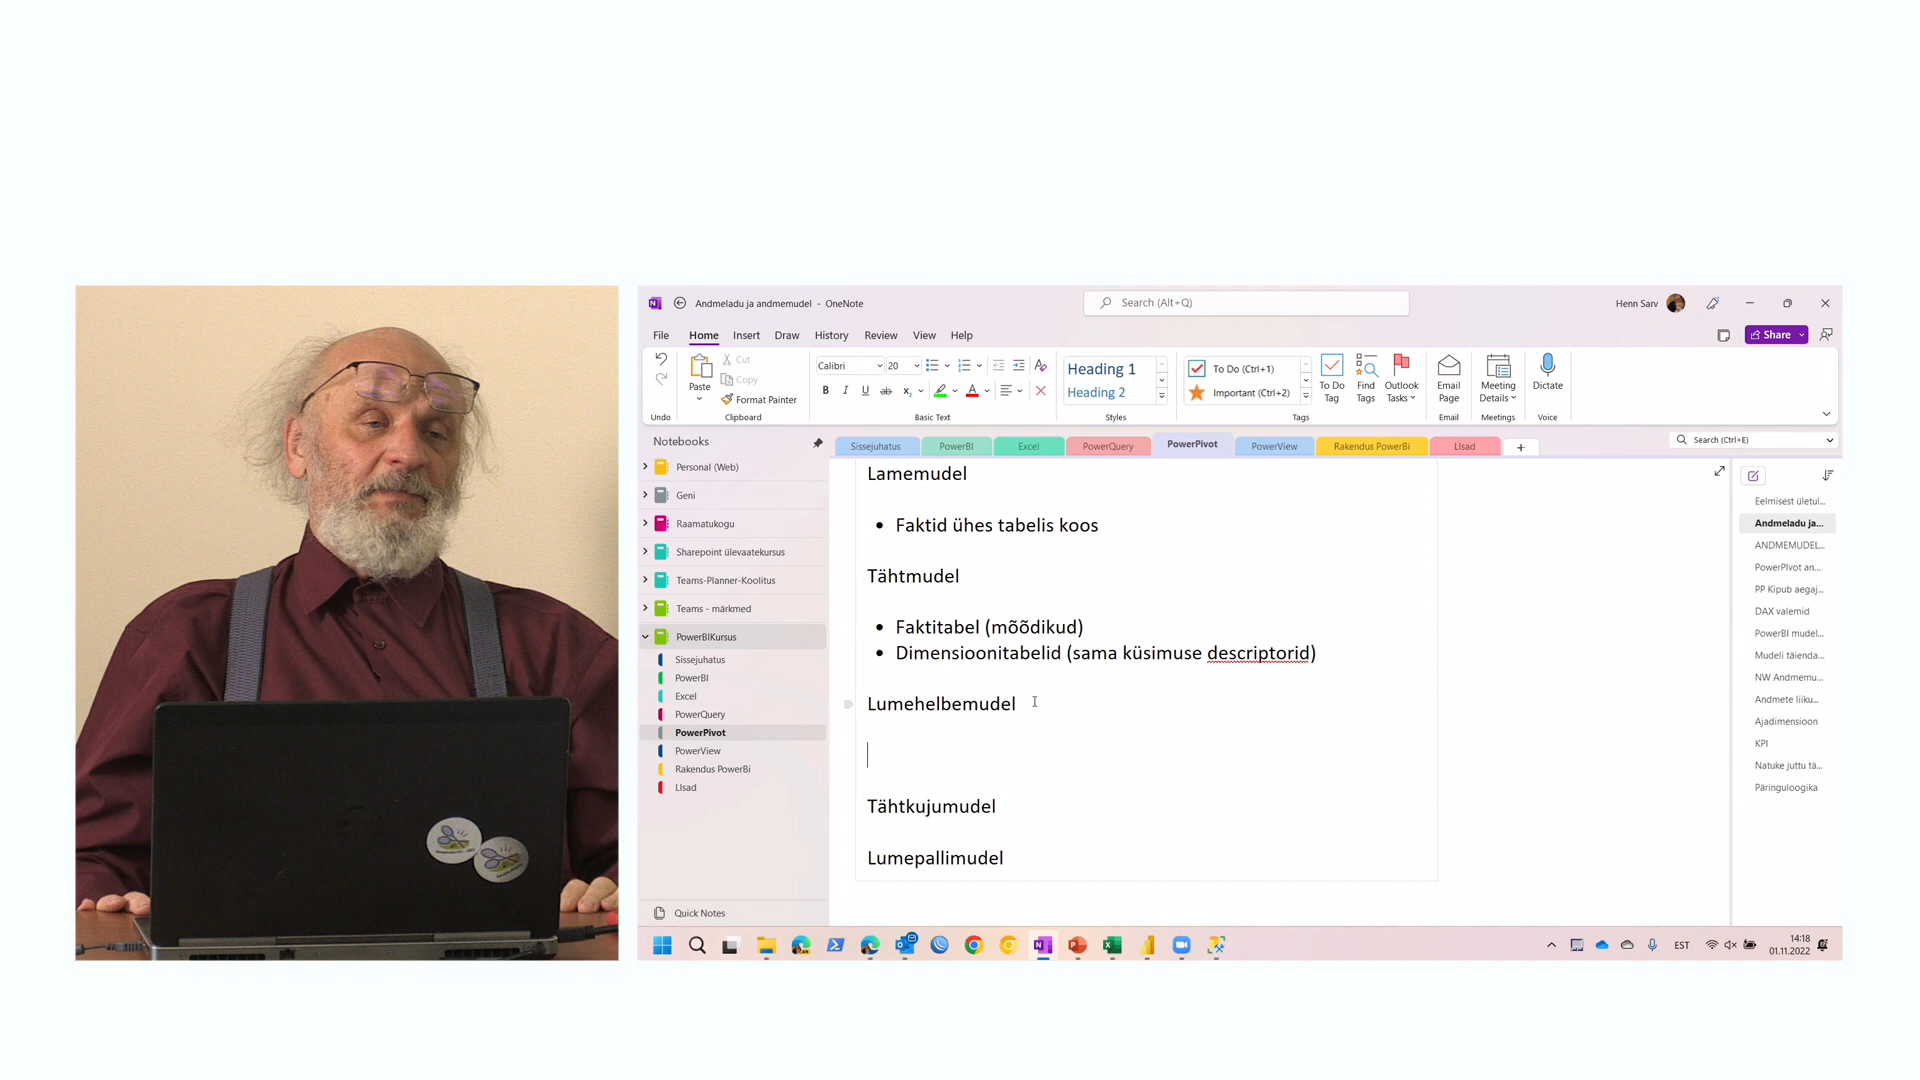 Andmeladu ja andmemudel - OneNote
Search (Alt+Q)
Henn Sarv
File Home Insert Draw History Review View Help
Share
Undo
Paste
Cut
Copy
Format Painter
Clipboard
Calibri 20
Basic Text
Heading 1
Heading 2
Styles
To Do (Ctrl+1)
Important (Ctrl+2)
Tags
To Do Tag
Find Tags
Outlook Tasks
Email Page
Email
Meeting Details
Meetings
Dictate
Voice
Notebooks
Sissejuhatus PowerBI Excel PowerQuery PowerPivot PowerView Rakendus PowerBi LIsad
Search (Ctrl+E)
Personal (Web)
Geni
Raamatukogu
Sharepoint ülevaatekursus
Teams-Planner-Koolitus
Teams - märkmed
PowerBIKursus
Sissejuhatus
PowerBI
Excel
PowerQuery
PowerPivot
PowerView
Rakendus PowerBi
LIsad
Quick Notes
Lamemudel
• Faktid ühes tabelis koos
Tähtmudel
• Faktitabel (mõõdikud)
• Dimensioonitabelid (sama küsimuse descriptorid)
Lumehelbemudel
Tähtkujumudel
Lumepallimudel
Eelmisest ületul...
Andmeladu ja...
ANDMEMUDEL...
PowerPIvot an...
PP Kipub aegaj...
DAX valemid
PowerBI mudel...
Mudeli täienda...
NW Andmemu...
Andmete liiku...
Ajadimensioon
KPI
Natuke juttu tä...
Päringuloogika
EST
14:18
01.11.2022